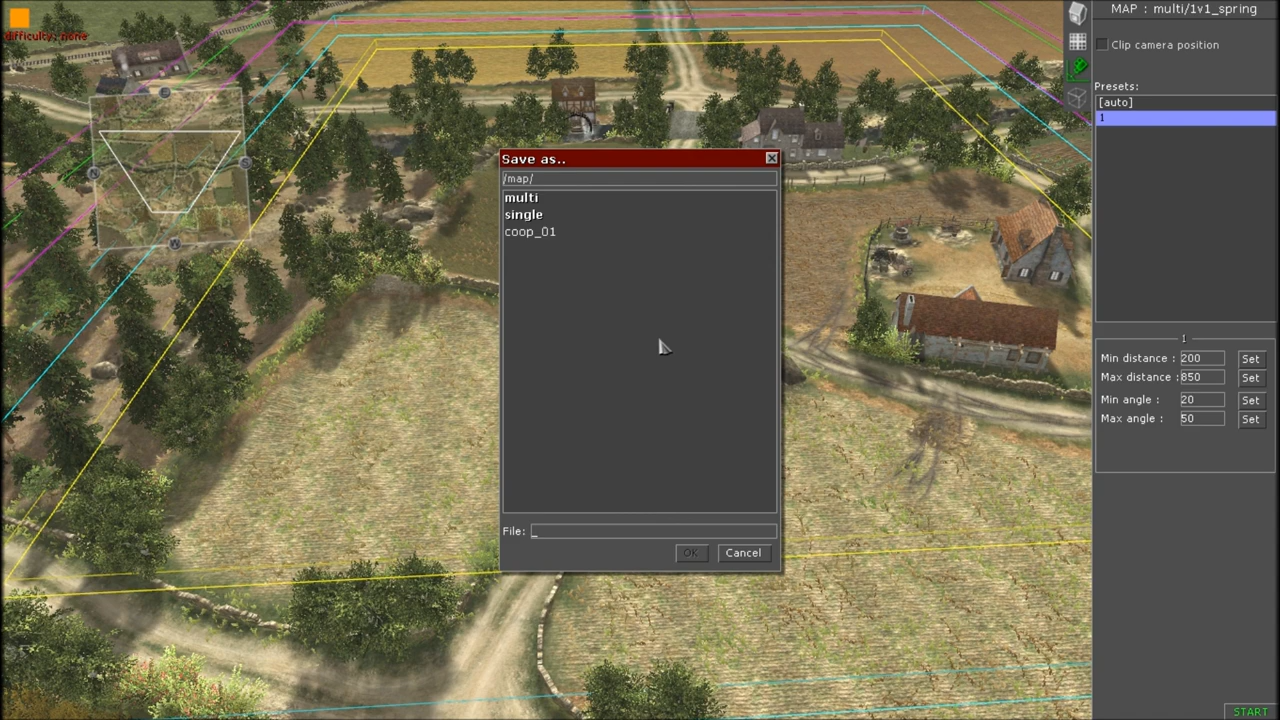 MAP : multi/1v1_spring
difficulty: none
Clip camera position
Presets:
[auto]
1
Save as..
/map/
multi
single
coop_01
1
Min distance : 200 Set
Max distance : 850 Set
Min angle : 20 Set
Max angle : 50 Set
File: _
OK Cancel
START